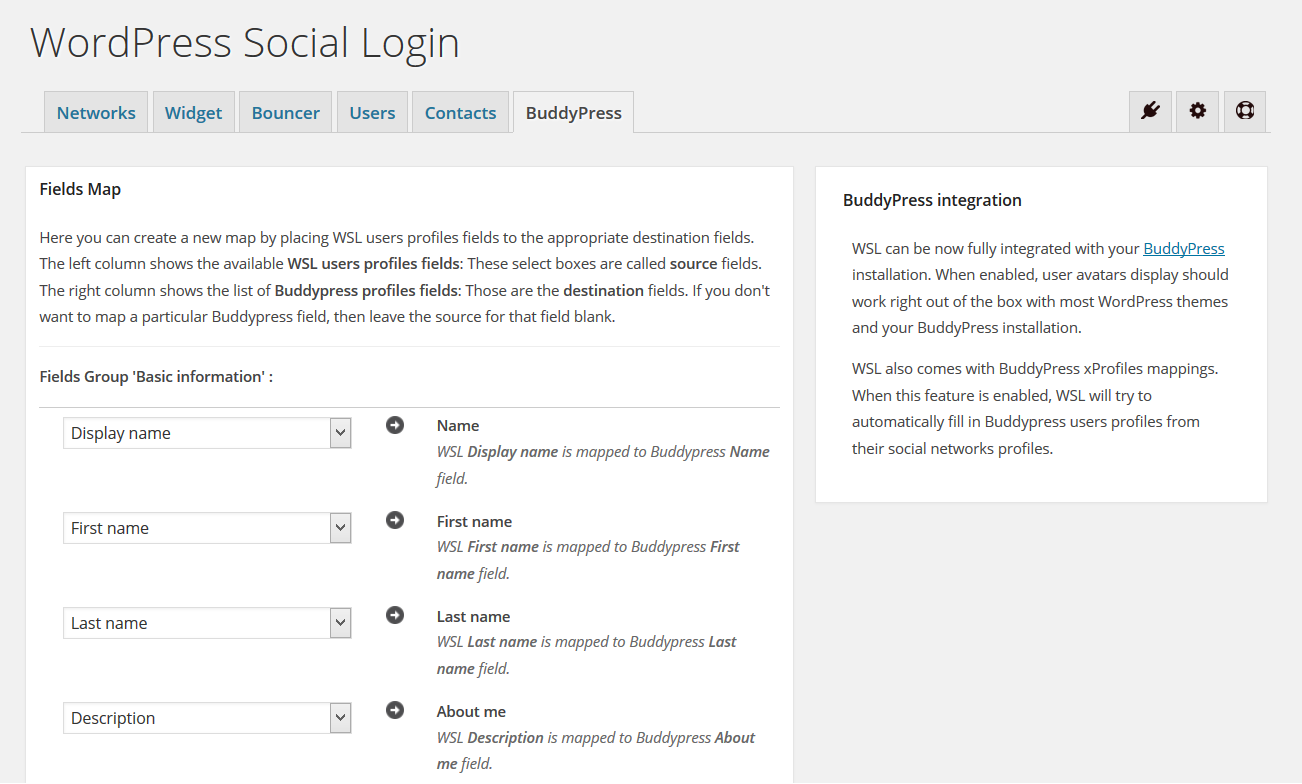 WordPress Social Login
Networks
Widget
Bouncer
Users
Contacts
BuddyPress
Fields Map
Here you can create a new map by placing WSL users profiles fields to the appropriate destination fields.
The left column shows the available WSL users profiles fields: These select boxes are called source fields.
The right column shows the list of Buddypress profiles fields: Those are the destination fields. If you don't
want to map a particular Buddypress field, then leave the source for that field blank.
Fields Group 'Basic information' :
Display name
Name
WSL Display name is mapped to Buddypress Name
field.
First name
First name
WSL First name is mapped to Buddypress First
name field.
Last name
Last name
WSL Last name is mapped to Buddypress Last
name field.
Description
About me
WSL Description is mapped to Buddypress About
me field.
BuddyPress integration
WSL can be now fully integrated with your BuddyPress
installation. When enabled, user avatars display should
work right out of the box with most WordPress themes
and your BuddyPress installation.
WSL also comes with BuddyPress xProfiles mappings.
When this feature is enabled, WSL will try to
automatically fill in Buddypress users profiles from
their social networks profiles.